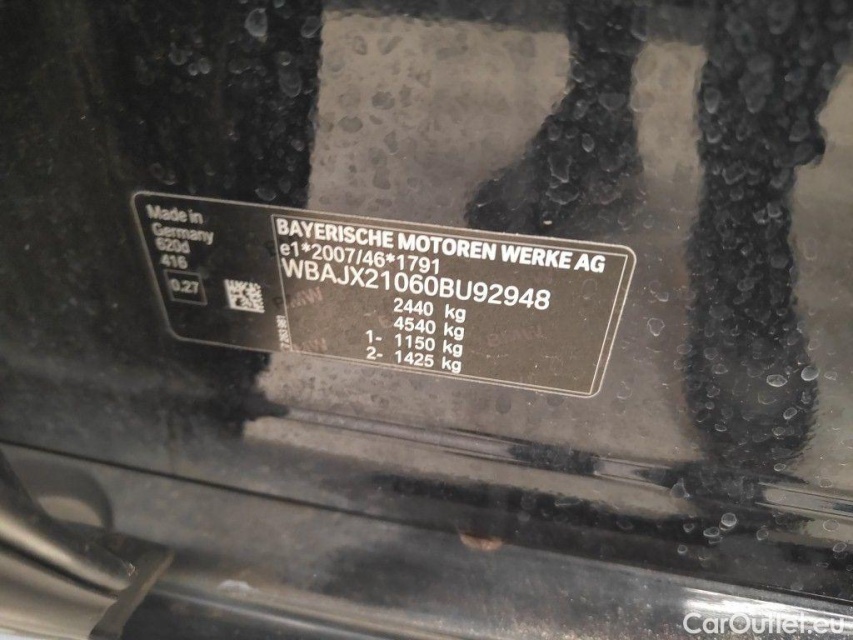 Made in
Germany
620d
416
0.27
BAYERISCHE MOTOREN WERKE AG
e1*2007/46*1791
WBAJX21060BU92948
2440 kg
4540 kg
1- 1150 kg
2- 1425 kg
CarOutlet.eu